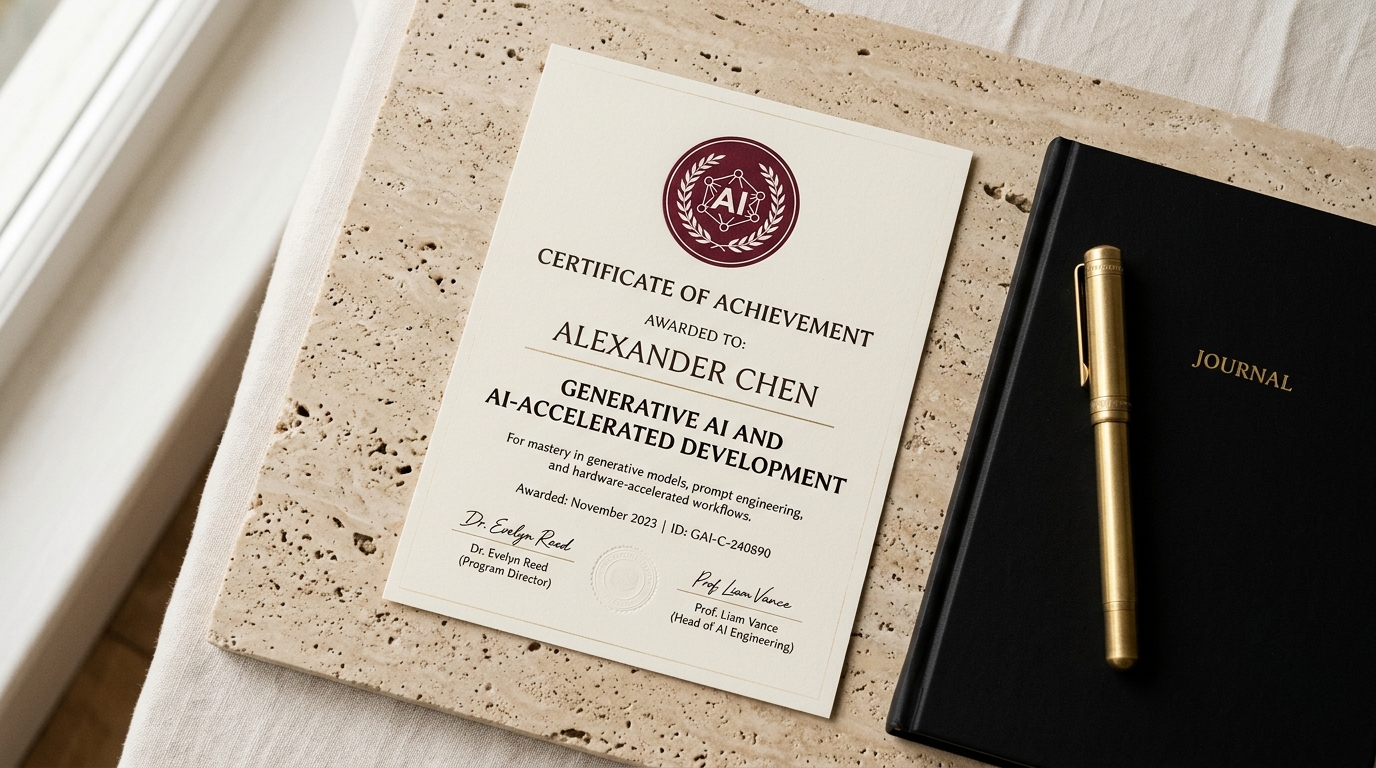 AI
CERTIFICATE OF ACHIEVEMENT
AWARDED TO:
ALEXANDER CHEN
GENERATIVE AI AND
AI-ACCELERATED DEVELOPMENT
For mastery in generative models, prompt engineering,
and hardware-accelerated workflows.
Awarded: November 2023 | ID: GAI-C-240890
Dr. Evelyn Reed
Dr. Evelyn Reed
(Program Director)
Prof Liam Vance
Prof. Liam Vance
(Head of AI Engineering)
JOURNAL